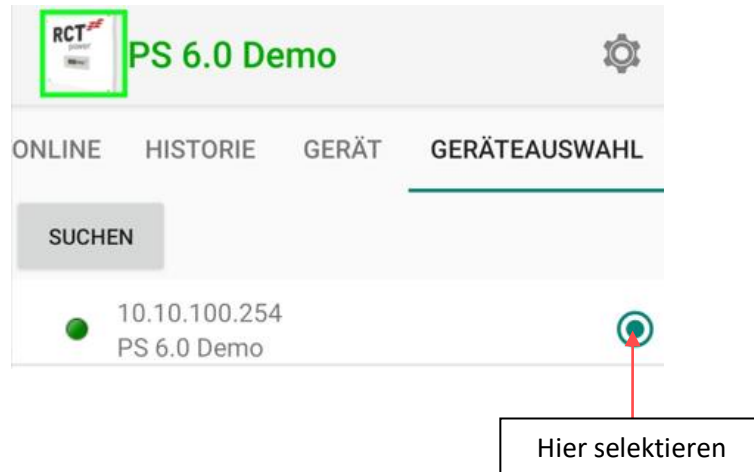 RCT
power
PS 6.0 Demo
ONLINE HISTORIE GERÄT GERÄTEAUSWAHL
SUCHEN
10.10.100.254
PS 6.0 Demo
Hier selektieren